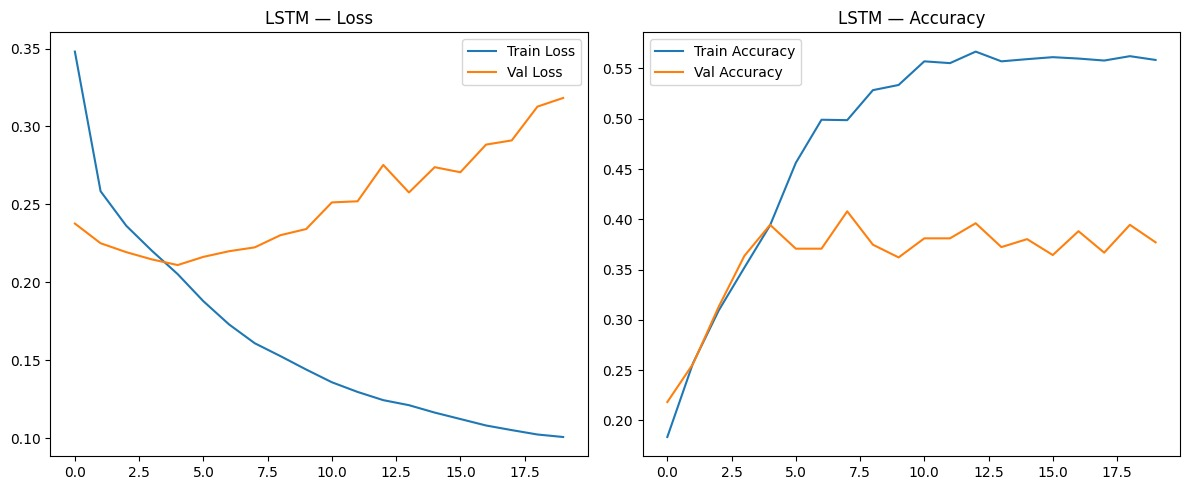 LSTM — Loss
Train Loss
Val Loss
0.35
0.30
0.25
0.20
0.15
0.10
0.0 2.5 5.0 7.5 10.0 12.5 15.0 17.5
LSTM — Accuracy
Train Accuracy
Val Accuracy
0.55
0.50
0.45
0.40
0.35
0.30
0.25
0.20
0.0 2.5 5.0 7.5 10.0 12.5 15.0 17.5